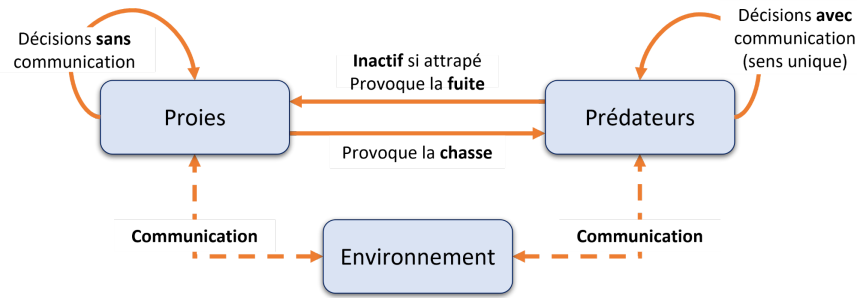 Décisions sans
communication
Inactif si attrapé
Provoque la fuite
Décisions avec
communication
(sens unique)
Proies
Prédateurs
Provoque la chasse
Communication
Communication
Environnement